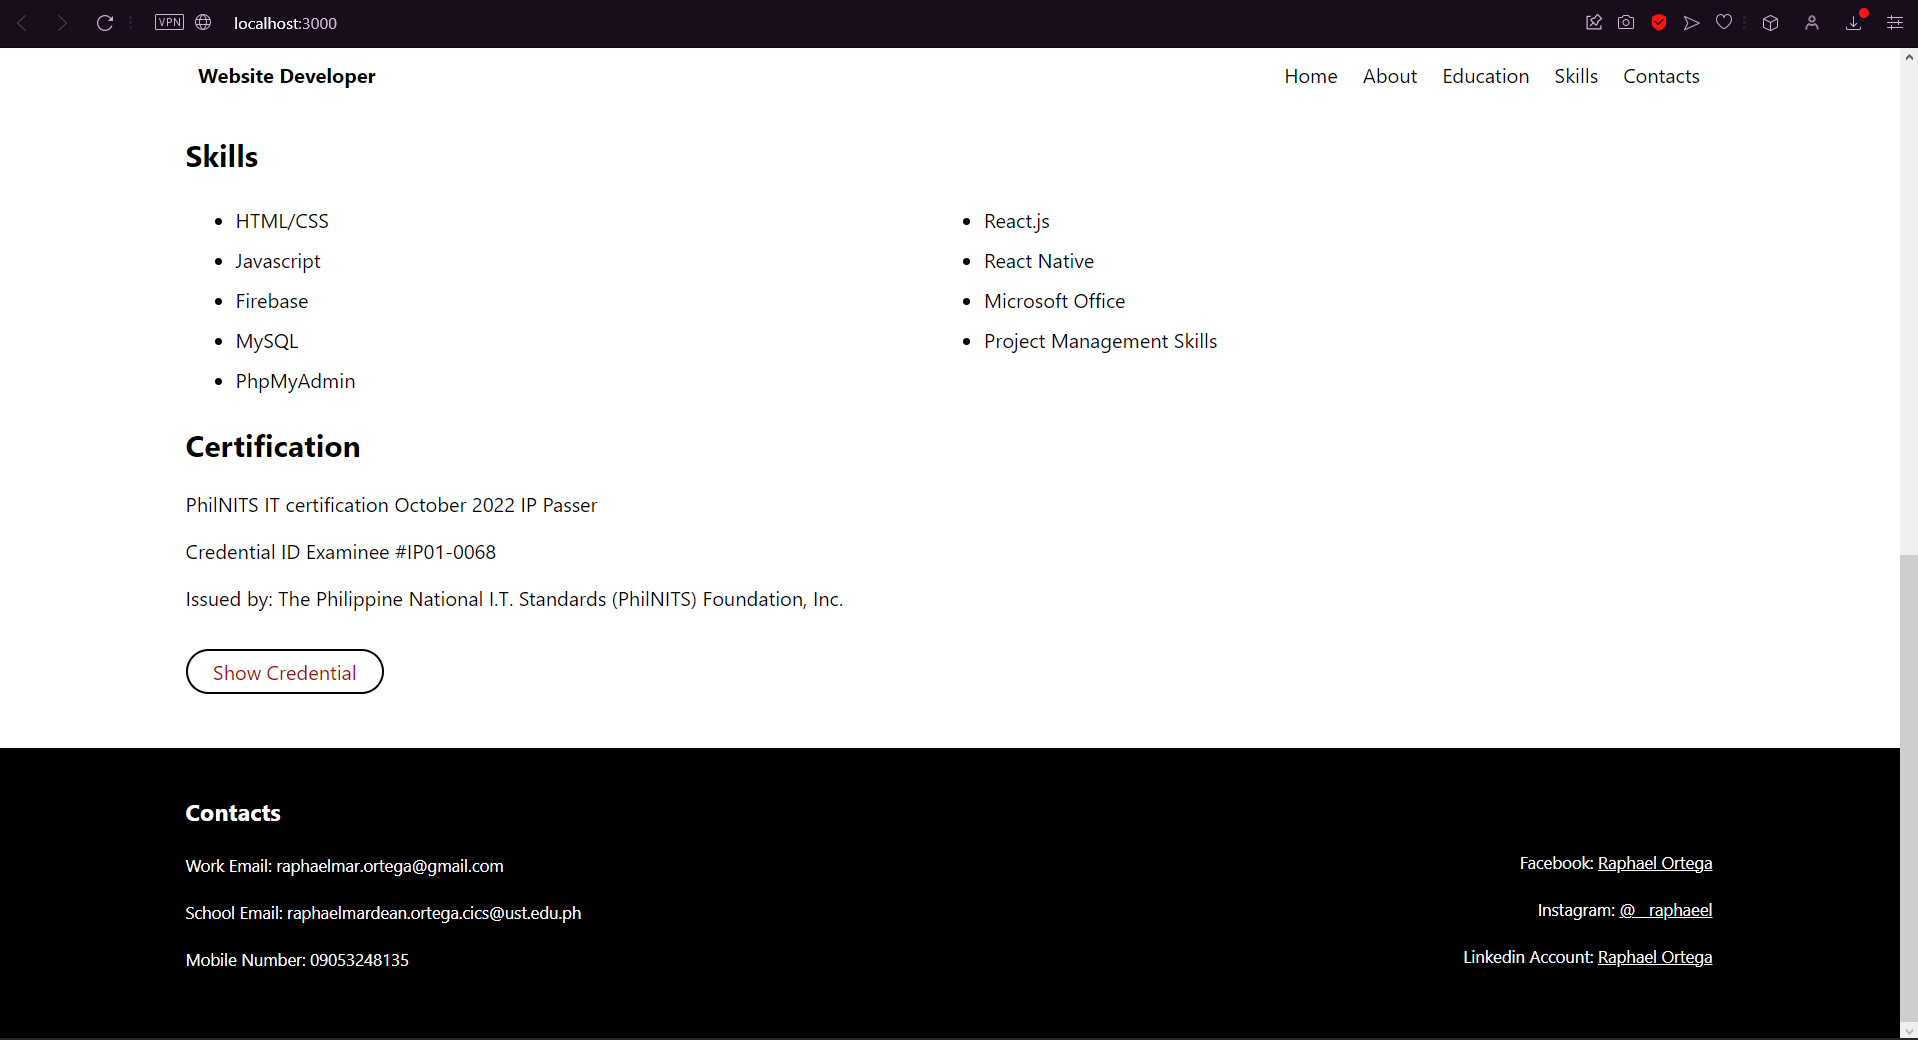 VPN localhost:3000
Website Developer Home About Education Skills Contacts
Skills
HTML/CSS
Javascript
Firebase
MySQL
PhpMyAdmin
React.js
React Native
Microsoft Office
Project Management Skills
Certification
PhilNITS IT certification October 2022 IP Passer
Credential ID Examinee #IP01-0068
Issued by: The Philippine National I.T. Standards (PhilNITS) Foundation, Inc.
Show Credential
Contacts
Work Email: raphaelmar.ortega@gmail.com
School Email: raphaelmardean.ortega.cics@ust.edu.ph
Mobile Number: 09053248135
Facebook: Raphael Ortega
Instagram: @__raphaeel
Linkedin Account: Raphael Ortega